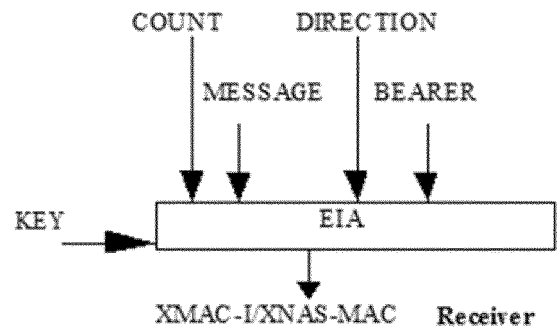 COUNT DIRECTION
MESSAGE BEARER
EIA
KEY
XMAC-I/XNAS-MAC Receiver